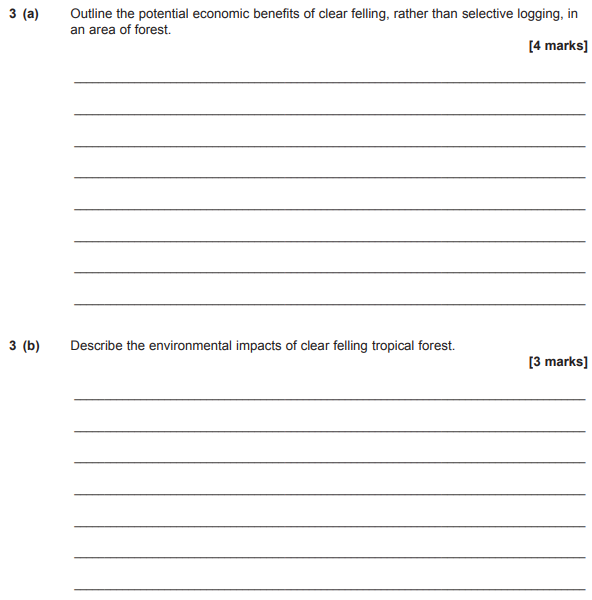 3 (a) Outline the potential economic benefits of clear felling, rather than selective logging, in
an area of forest.
[4 marks]
3 (b) Describe the environmental impacts of clear felling tropical forest.
[3 marks]